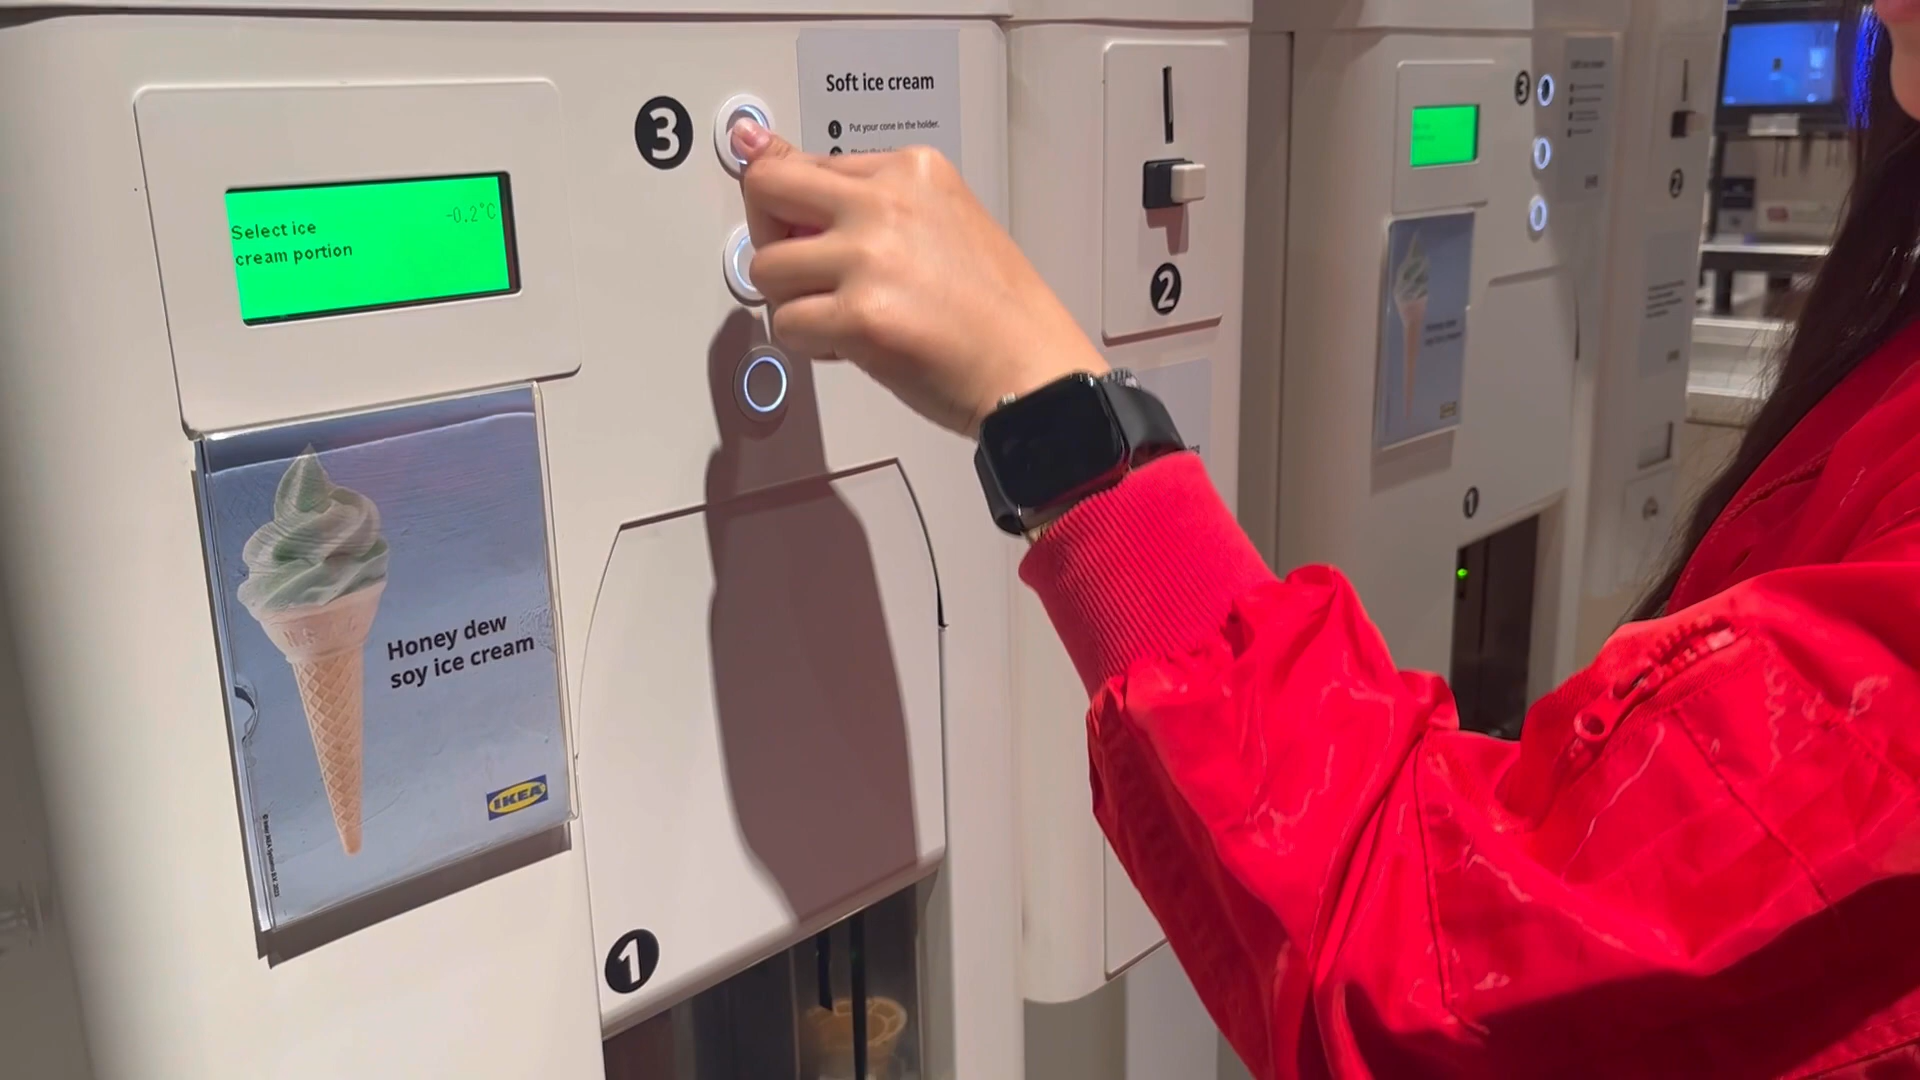 3
Soft ice cream
1 Put your cone in the holder.
-0.2°C
Select ice
cream portion
2
Honey dew
soy ice cream
IKEA
1
3
2
1